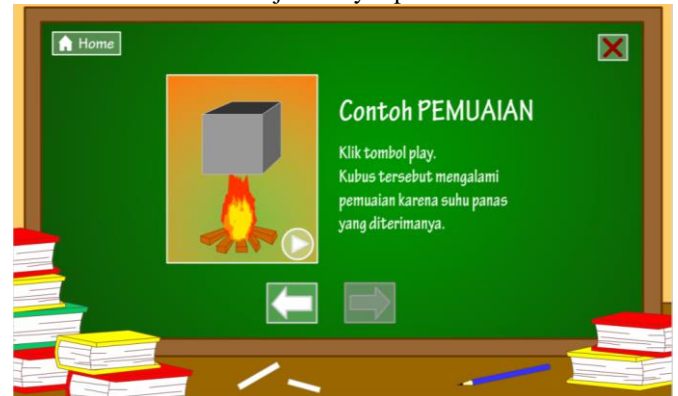 Home
Contoh PEMUAIAN
Klik tombol play.
Kubus tersebut mengalami
pemuaian karena suhu panas
yang diterimanya.